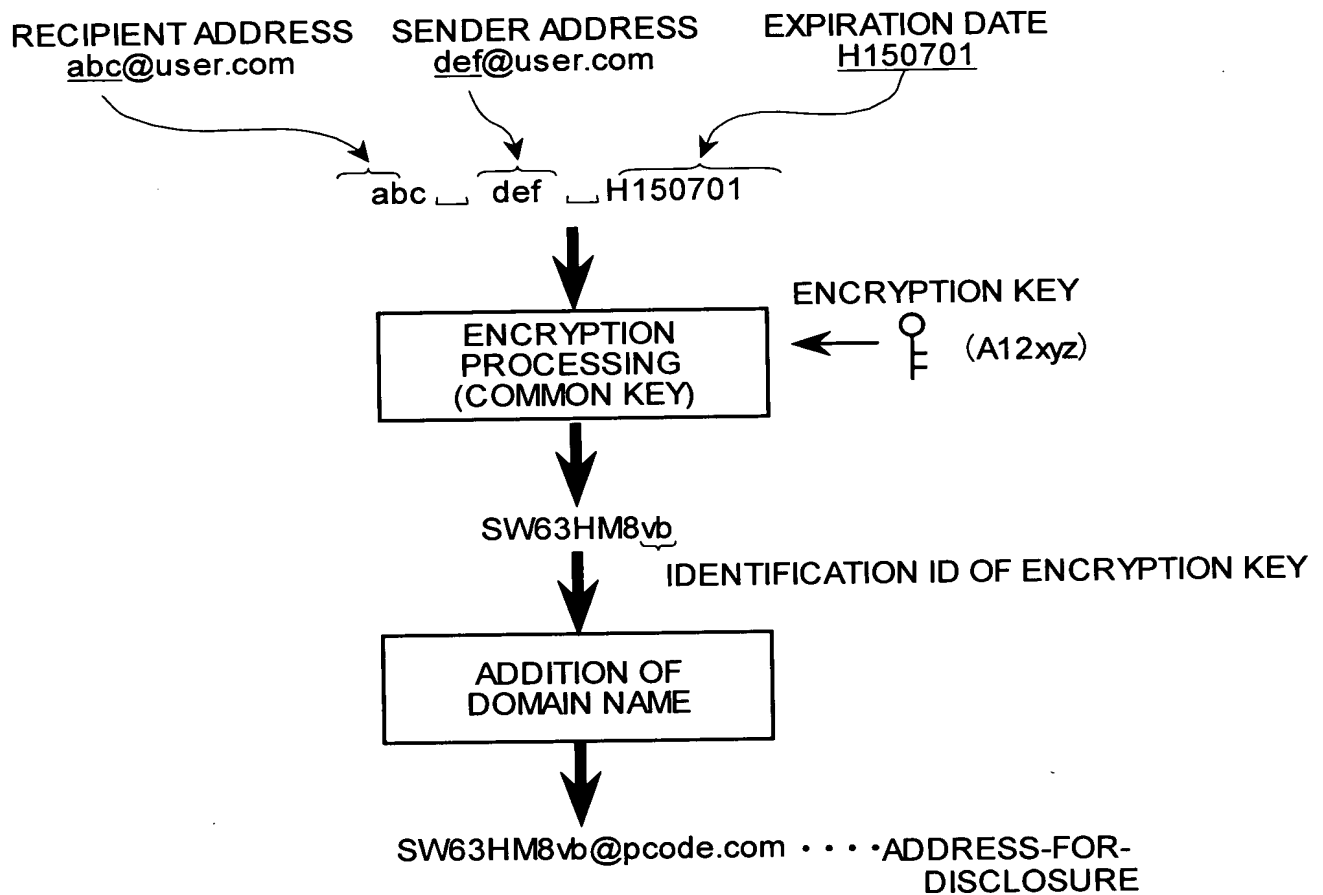 RECIPIENT ADDRESS
abc@user.com
SENDER ADDRESS
def@user.com
EXPIRATION DATE
H150701
abc ⎵ def ⎵ H150701
ENCRYPTION KEY
(A12xyz)
ENCRYPTION
PROCESSING
(COMMON KEY)
SW63HM8vb
IDENTIFICATION ID OF ENCRYPTION KEY
ADDITION OF
DOMAIN NAME
SW63HM8vb@pcode.com ····ADDRESS-FOR-
DISCLOSURE